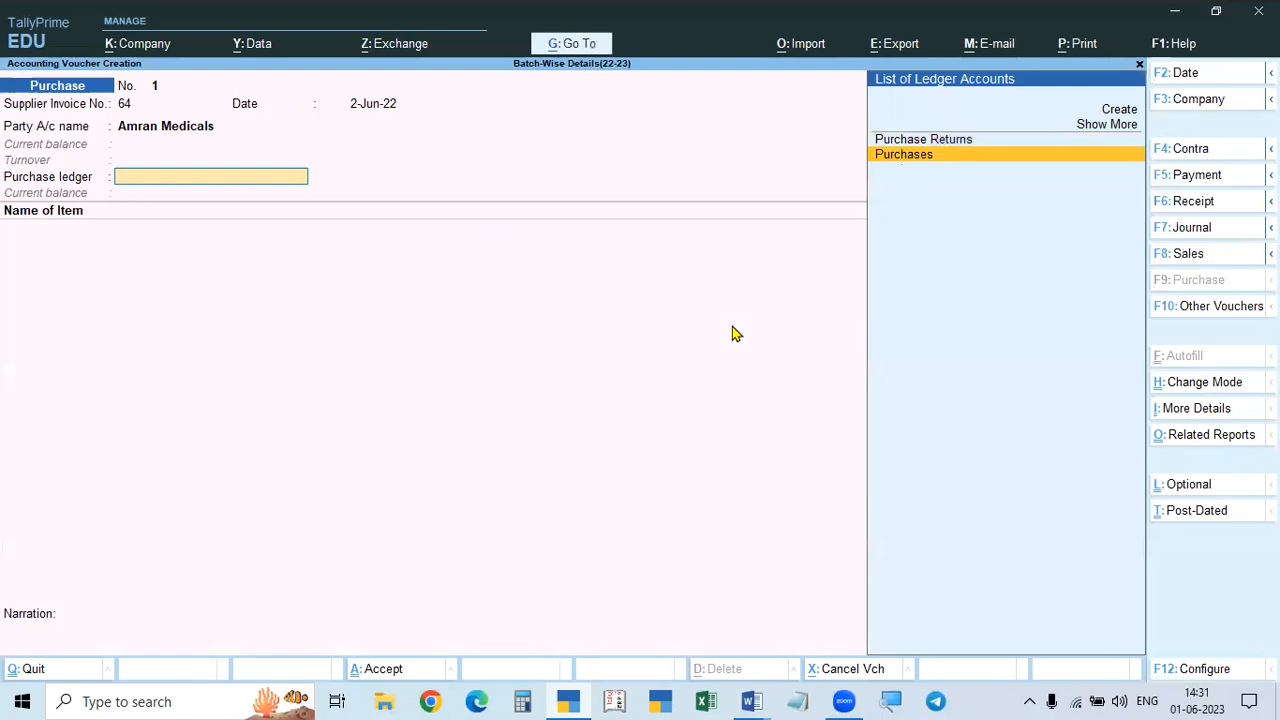 TallyPrime
EDU
MANAGE
K: Company
Y: Data
Z: Exchange
G: Go To
O: Import
E: Export
M: E-mail
P: Print
F1: Help
Accounting Voucher Creation
Batch-Wise Details(22-23)
Purchase No. 1
Supplier Invoice No.: 64 Date : 2-Jun-22
Party A/c name : Amran Medicals
Current balance :
Turnover :
Purchase ledger :
Current balance :
Name of Item
Narration:
List of Ledger Accounts
Create
Show More
Purchase Returns
Purchases
F2: Date
F3: Company
F4: Contra
F5: Payment
F6: Receipt
F7: Journal
F8: Sales
F9: Purchase
F10: Other Vouchers
F: Autofill
H: Change Mode
I: More Details
O: Related Reports
L: Optional
T: Post-Dated
F12: Configure
Q: Quit
A: Accept
D: Delete
X: Cancel Vch
Type to search
zoom
ENG
14:31
01-06-2023